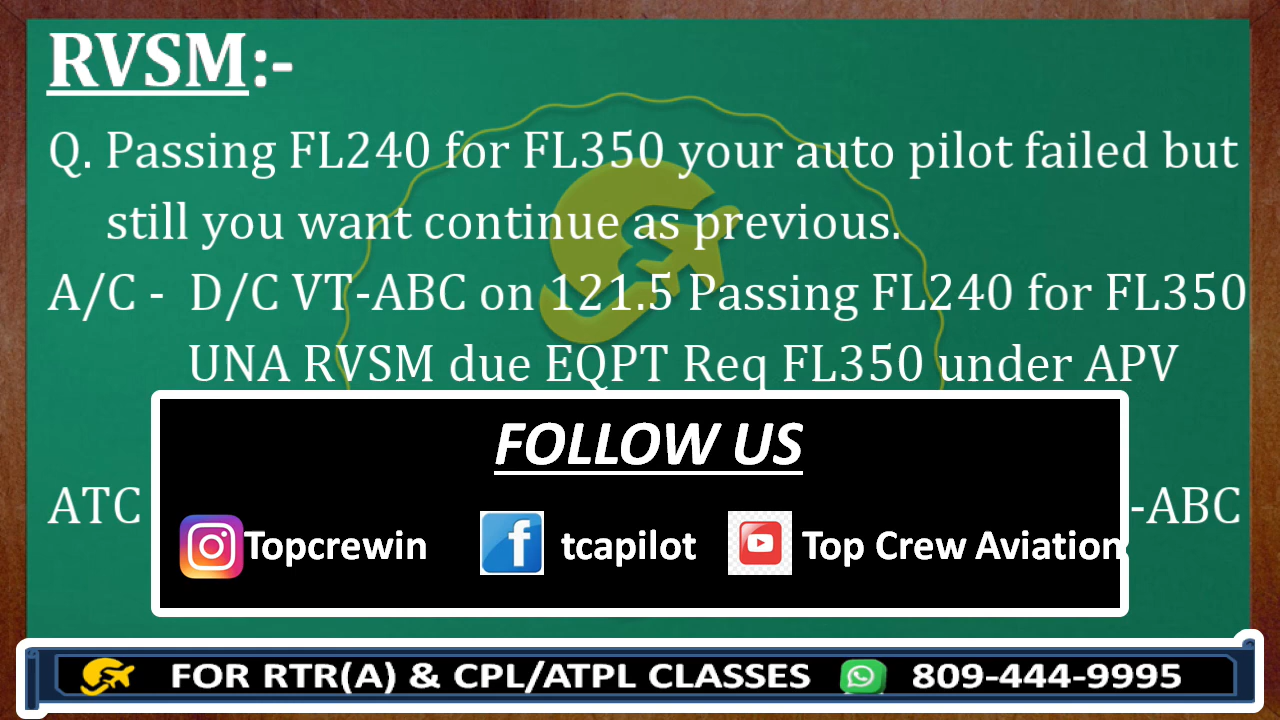 RVSM:-
Q. Passing FL240 for FL350 your auto pilot failed but
still you want continue as previous.
A/C - D/C VT-ABC on 121.5 Passing FL240 for FL350
UNA RVSM due EQPT Req FL350 under APV
FOLLOW US
ATC -ABC
Topcrewin tcapilot Top Crew Aviation
FOR RTR(A) & CPL/ATPL CLASSES 809-444-9995